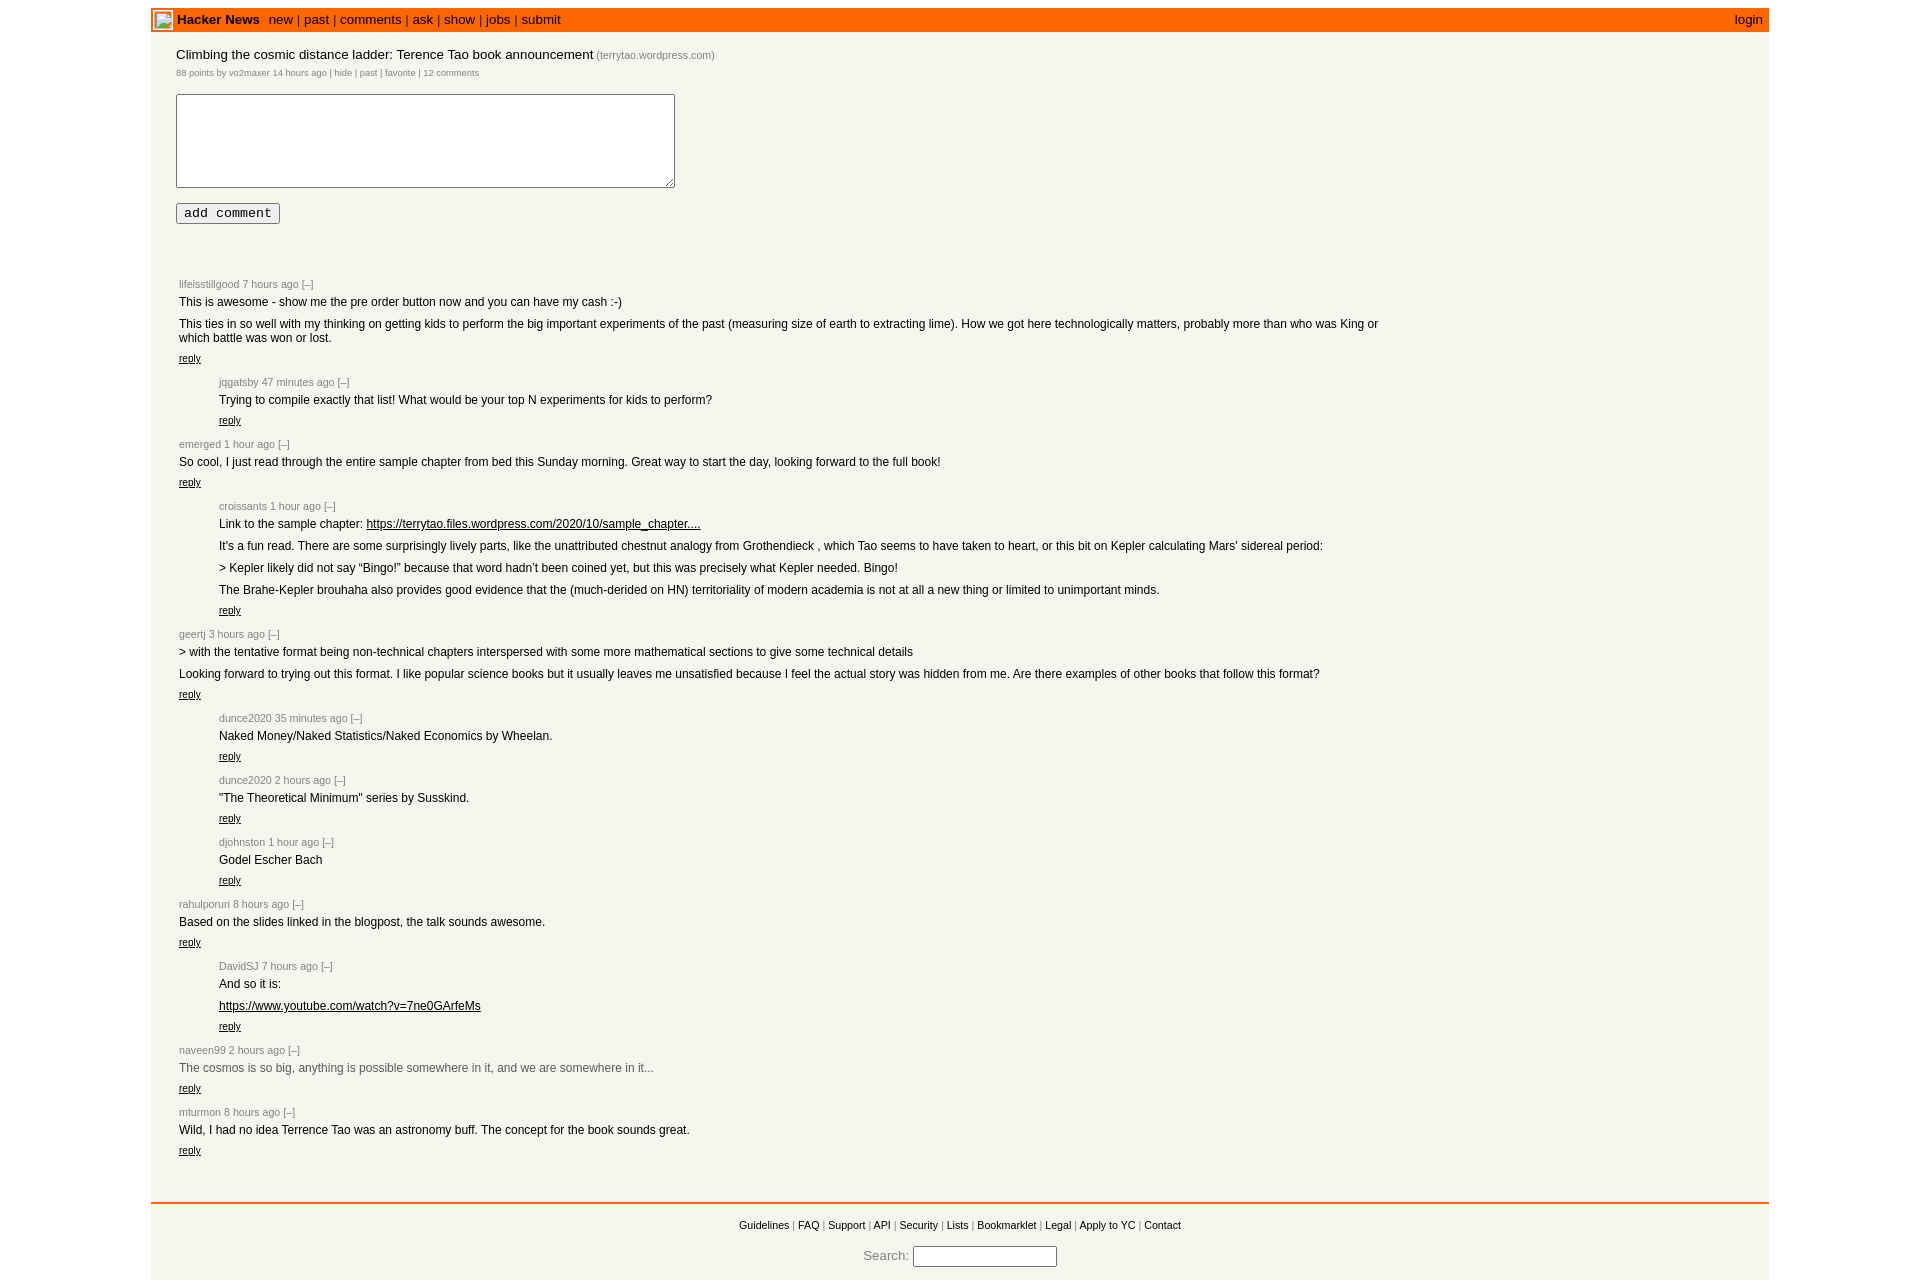 Hacker News new | past | comments | ask | show | jobs | submit login
Climbing the cosmic distance ladder: Terence Tao book announcement (terrytao.wordpress.com)
88 points by vo2maxer 14 hours ago | hide | past | favorite | 12 comments
add comment
lifeisstillgood 7 hours ago [–]
This is awesome - show me the pre order button now and you can have my cash :-)
This ties in so well with my thinking on getting kids to perform the big important experiments of the past (measuring size of earth to extracting lime). How we got here technologically matters, probably more than who was King or
which battle was won or lost.
reply
jqgatsby 47 minutes ago [–]
Trying to compile exactly that list! What would be your top N experiments for kids to perform?
reply
emerged 1 hour ago [–]
So cool, I just read through the entire sample chapter from bed this Sunday morning. Great way to start the day, looking forward to the full book!
reply
croissants 1 hour ago [–]
Link to the sample chapter: https://terrytao.files.wordpress.com/2020/10/sample_chapter....
It's a fun read. There are some surprisingly lively parts, like the unattributed chestnut analogy from Grothendieck , which Tao seems to have taken to heart, or this bit on Kepler calculating Mars' sidereal period:
> Kepler likely did not say “Bingo!” because that word hadn’t been coined yet, but this was precisely what Kepler needed. Bingo!
The Brahe-Kepler brouhaha also provides good evidence that the (much-derided on HN) territoriality of modern academia is not at all a new thing or limited to unimportant minds.
reply
geertj 3 hours ago [–]
> with the tentative format being non-technical chapters interspersed with some more mathematical sections to give some technical details
Looking forward to trying out this format. I like popular science books but it usually leaves me unsatisfied because I feel the actual story was hidden from me. Are there examples of other books that follow this format?
reply
dunce2020 35 minutes ago [–]
Naked Money/Naked Statistics/Naked Economics by Wheelan.
reply
dunce2020 2 hours ago [–]
"The Theoretical Minimum" series by Susskind.
reply
djohnston 1 hour ago [–]
Godel Escher Bach
reply
rahulporuri 8 hours ago [–]
Based on the slides linked in the blogpost, the talk sounds awesome.
reply
DavidSJ 7 hours ago [–]
And so it is:
https://www.youtube.com/watch?v=7ne0GArfeMs
reply
naveen99 2 hours ago [–]
The cosmos is so big, anything is possible somewhere in it, and we are somewhere in it...
reply
mturmon 8 hours ago [–]
Wild, I had no idea Terrence Tao was an astronomy buff. The concept for the book sounds great.
reply
Guidelines | FAQ | Support | API | Security | Lists | Bookmarklet | Legal | Apply to YC | Contact
Search: